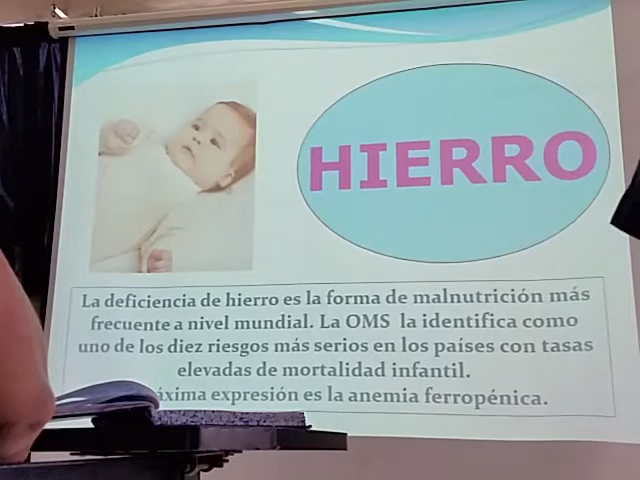 HIERRO
La deficiencia de hierro es la forma de malnutrición más
frecuente a nivel mundial. La OMS la identifica como
uno de los diez riesgos más serios en los países con tasas
elevadas de mortalidad infantil.
expresión es la anemia ferropénica.